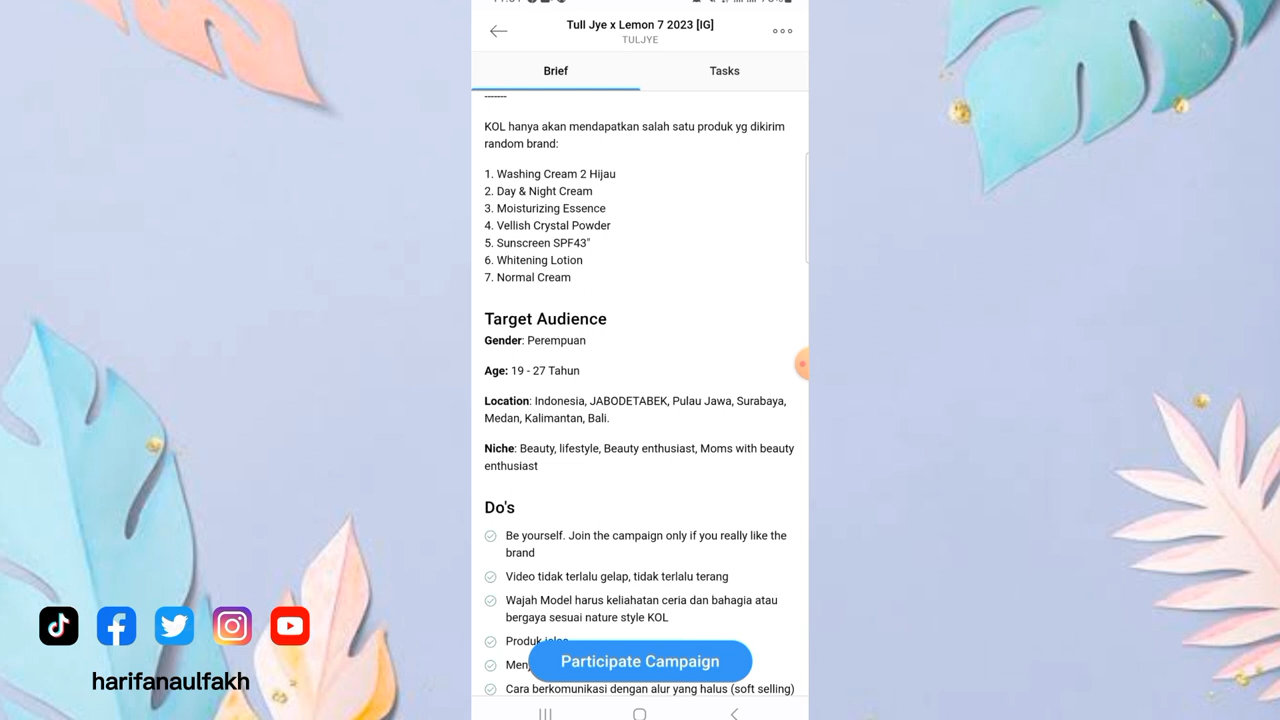 Tull Jye x Lemon 7 2023 [IG]
TULJYE
Brief
Tasks
-------
KOL hanya akan mendapatkan salah satu produk yg dikirim
random brand:
1. Washing Cream 2 Hijau
2. Day & Night Cream
3. Moisturizing Essence
4. Vellish Crystal Powder
5. Sunscreen SPF43"
6. Whitening Lotion
7. Normal Cream
Target Audience
Gender: Perempuan
Age: 19 - 27 Tahun
Location: Indonesia, JABODETABEK, Pulau Jawa, Surabaya,
Medan, Kalimantan, Bali.
Niche: Beauty, lifestyle, Beauty enthusiast, Moms with beauty
enthusiast
Do's
Be yourself. Join the campaign only if you really like the
brand
Video tidak terlalu gelap, tidak terlalu terang
Wajah Model harus keliahatan ceria dan bahagia atau
bergaya sesuai nature style KOL
Produk
Participate Campaign
Cara berkomunikasi dengan alur yang halus (soft selling)
harifanaulfakh